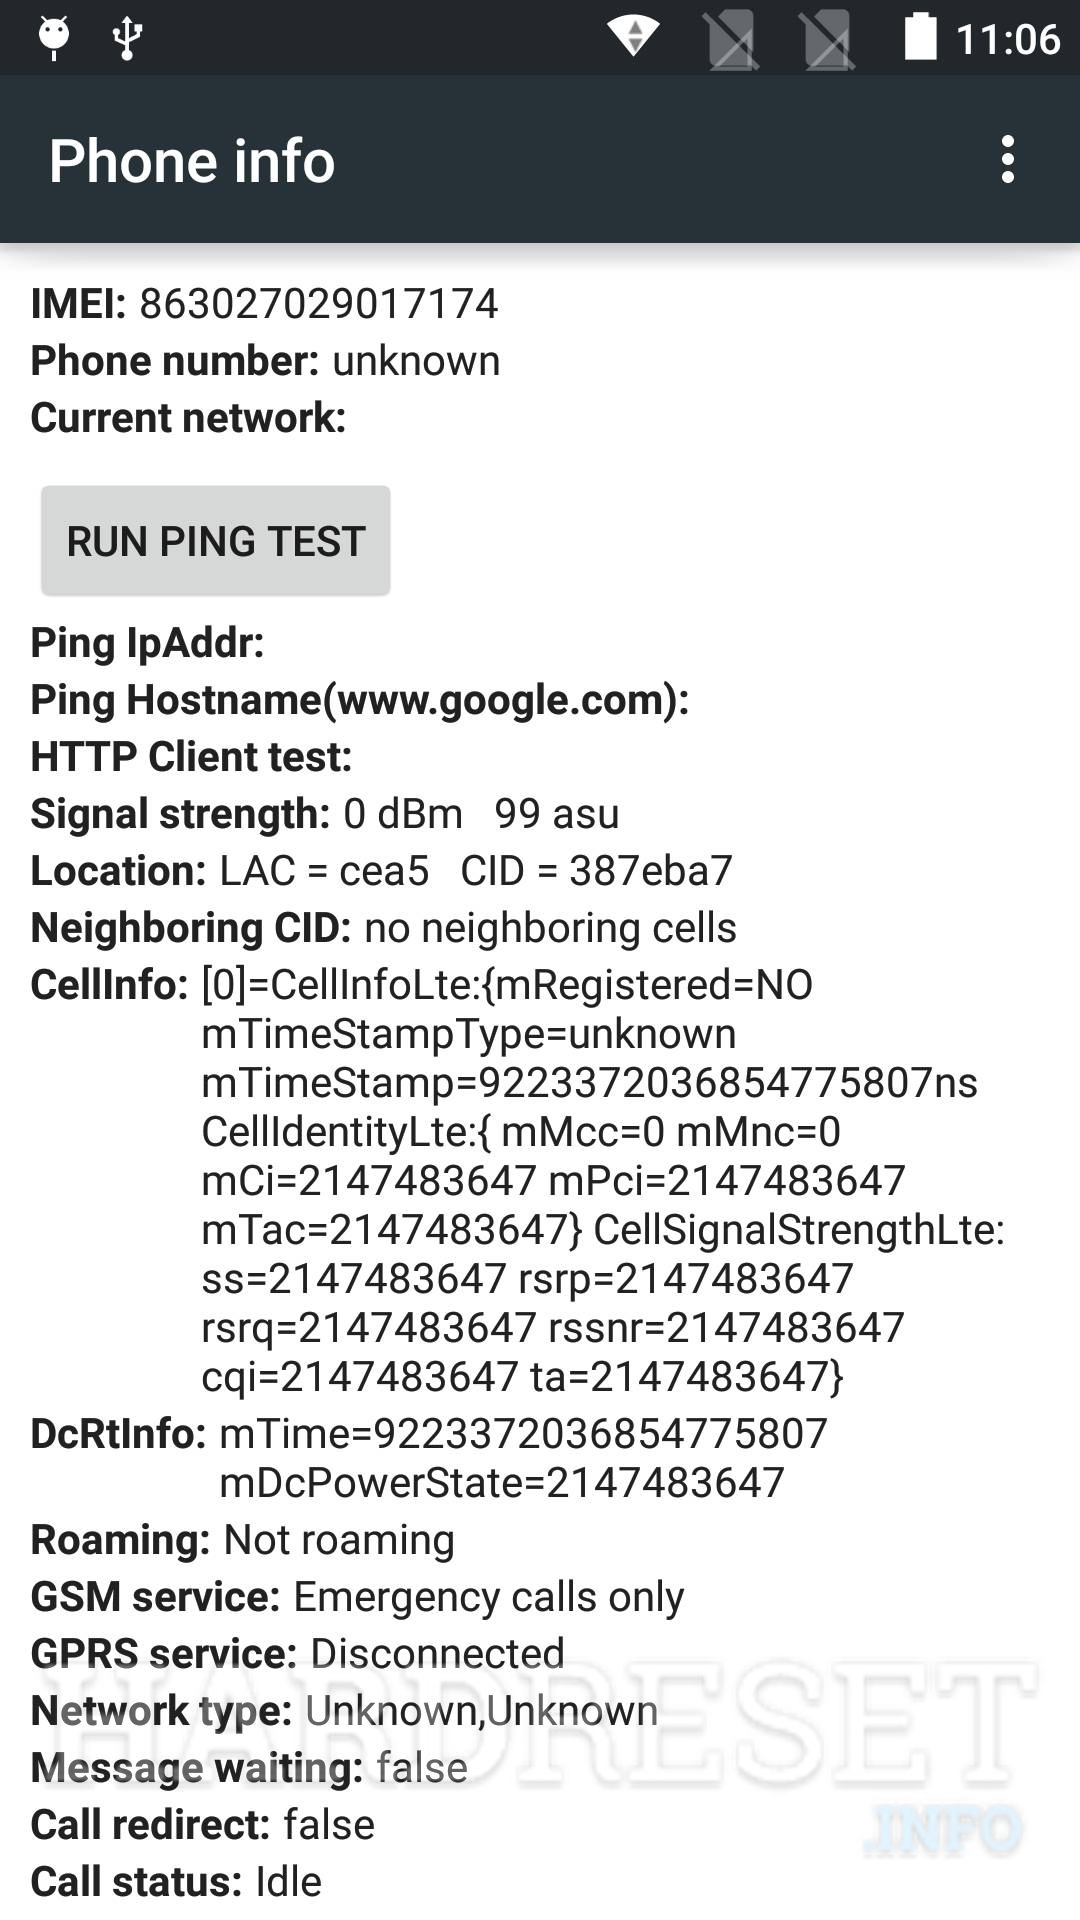 11:06
Phone info
IMEI: 863027029017174
Phone number: unknown
Current network:
RUN PING TEST
Ping IpAddr:
Ping Hostname(www.google.com):
HTTP Client test:
Signal strength: 0 dBm 99 asu
Location: LAC = cea5 CID = 387eba7
Neighboring CID: no neighboring cells
CellInfo: [0]=CellInfoLte:{mRegistered=NO
mTimeStampType=unknown
mTimeStamp=9223372036854775807ns
CellIdentityLte:{ mMcc=0 mMnc=0
mCi=2147483647 mPci=2147483647
mTac=2147483647} CellSignalStrengthLte:
ss=2147483647 rsrp=2147483647
rsrq=2147483647 rssnr=2147483647
cqi=2147483647 ta=2147483647}
DcRtInfo: mTime=9223372036854775807
mDcPowerState=2147483647
Roaming: Not roaming
GSM service: Emergency calls only
GPRS service: Disconnected
Network type: Unknown,Unknown
Message waiting: false
Call redirect: false
Call status: Idle
HARDRESET
.INFO